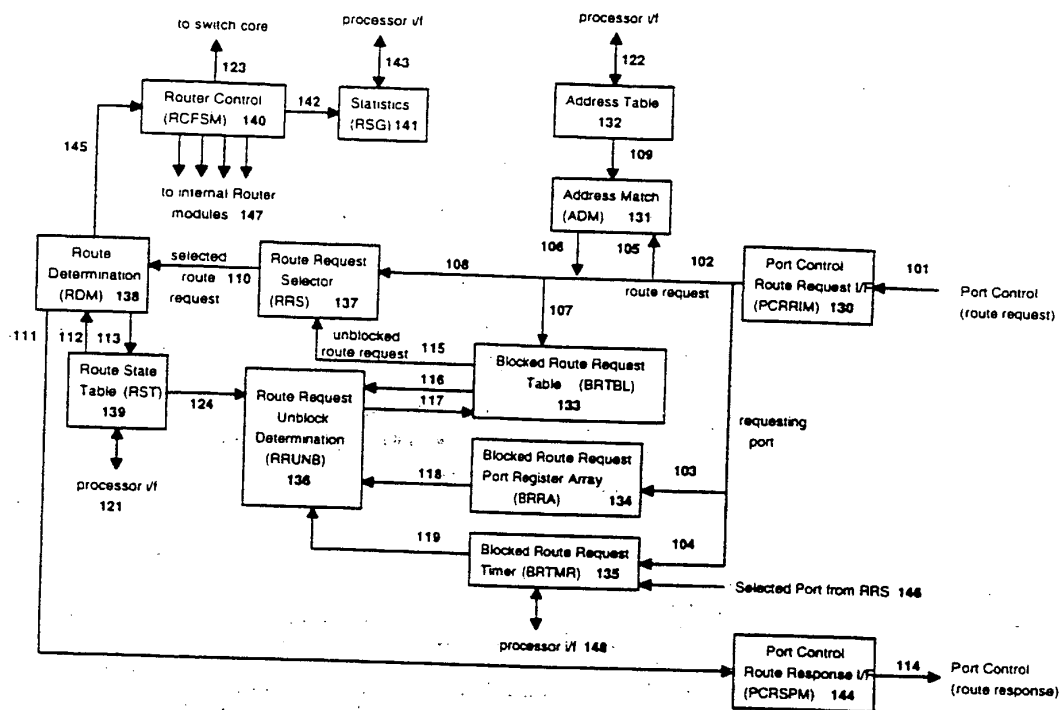 to switch core
123
processor i/f
143
processor i/f
122
Router Control
(RCFSM) 140
142
Statistics
(RSG) 141
Address Table
132
145
109
to internal Router
modules 147
Address Match
(ADM) 131
106
105
Route
Determination
(RDM) 138
selected
route
request
110
Route Request
Selector
(RRS)
137
108
102
route request
Port Control
Route Request I/F
(PCRRIM) 130
101
Port Control
(route request)
111
112
113
107
unblocked
route request
115
Route State
Table (RST)
139
124
Route Request
Unblock
Determination
(RRUNB)
136
116
117
Blocked Route Request
Table (BRTBL)
133
requesting
port
processor i/f
121
118
Blocked Route Request
Port Register Array
(BRRA) 134
103
119
Blocked Route Request
Timer (BRTMR) 135
104
Selected Port from RRS 146
processor i/f 148
Port Control
Route Response I/F
(PCRSPM) 144
114
Port Control
(route response)